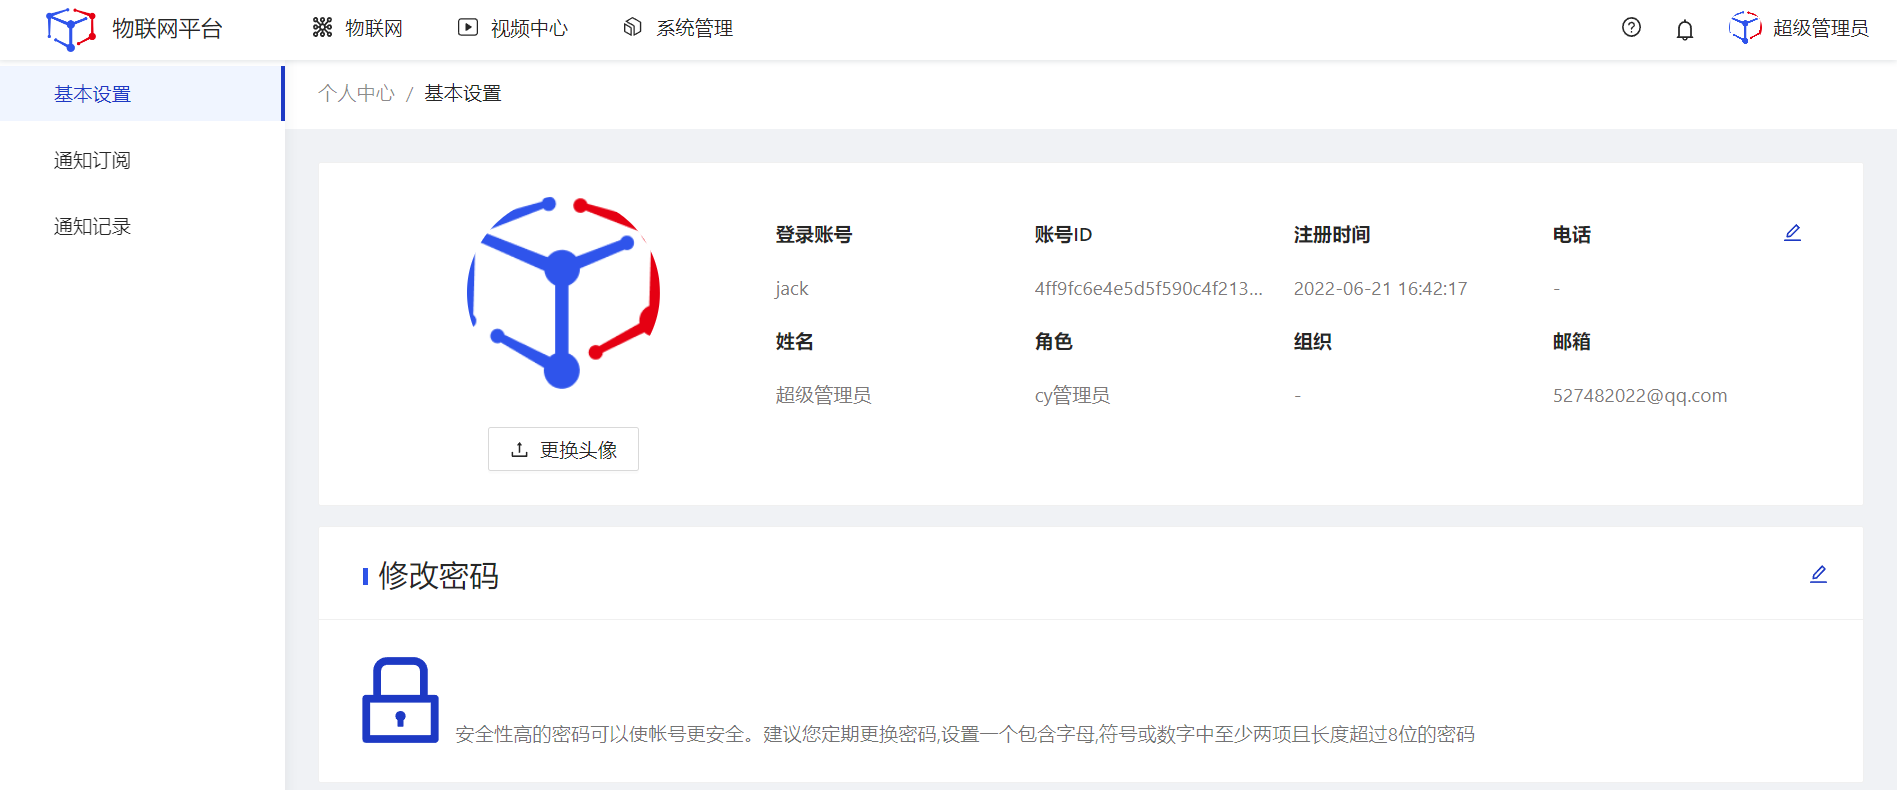 物联网平台 物联网 视频中心 系统管理 超级管理员
基本设置
通知订阅
通知记录
个人中心 / 基本设置
登录账号 账号ID 注册时间 电话
jack 4ff9fc6e4e5d5f590c4f213... 2022-06-21 16:42:17 -
姓名 角色 组织 邮箱
超级管理员 cy管理员 - 527482022@qq.com
更换头像
修改密码
安全性高的密码可以使帐号更安全。建议您定期更换密码,设置一个包含字母,符号或数字中至少两项目长度超过8位的密码